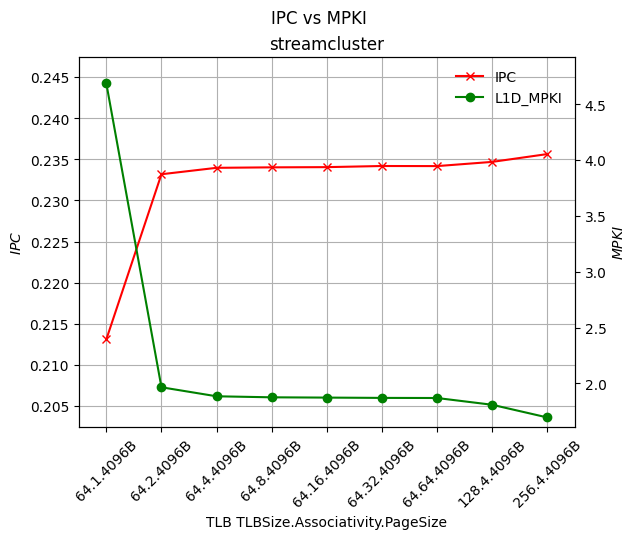 IPC vs MPKI
streamcluster
IPC
L1D_MPKI
0.245
0.240
0.235
0.230
0.225
0.220
0.215
0.210
0.205
IPC
4.5
4.0
3.5
3.0
2.5
2.0
MPKI
64.1.4096B
64.2.4096B
64.4.4096B
64.8.4096B
64.16.4096B
64.32.4096B
64.64.4096B
128.4.4096B
256.4.4096B
TLB TLBSize.Associativity.PageSize